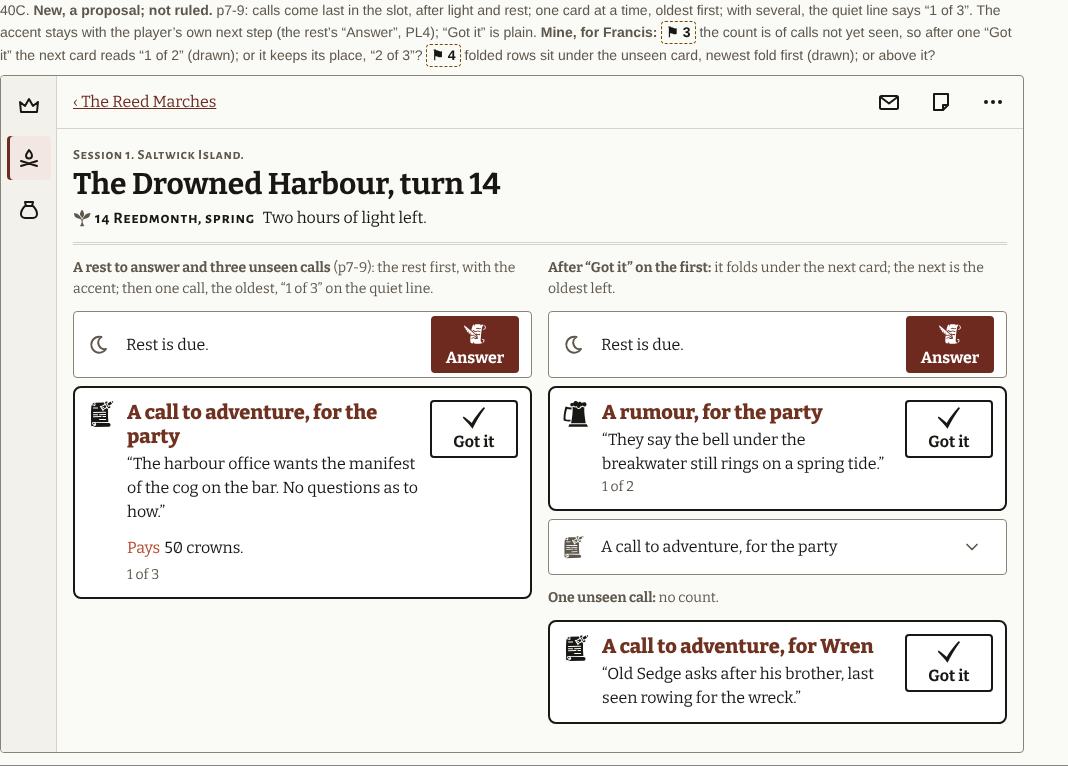 40C. New, a proposal; not ruled. p7-9: calls come last in the slot, after light and rest; one card at a time, oldest first; with several, the quiet line says “1 of 3”. The
accent stays with the player’s own next step (the rest’s “Answer”, PL4); “Got it” is plain. Mine, for Francis: ⚑ 3 the count is of calls not yet seen, so after one “Got
it” the next card reads “1 of 2” (drawn); or it keeps its place, “2 of 3”? ⚑ 4 folded rows sit under the unseen card, newest fold first (drawn); or above it?
‹ The Reed Marches
Session 1. Saltwick Island.
The Drowned Harbour, turn 14
14 Reedmonth, spring Two hours of light left.
A rest to answer and three unseen calls (p7-9): the rest first, with the
accent; then one call, the oldest, “1 of 3” on the quiet line.
Rest is due.
Answer
A call to adventure, for the
party
“The harbour office wants the manifest
of the cog on the bar. No questions as to
how.”
Pays 50 crowns.
1 of 3
Got it
After “Got it” on the first: it folds under the next card; the next is the
oldest left.
Rest is due.
Answer
A rumour, for the party
“They say the bell under the
breakwater still rings on a spring tide.”
1 of 2
Got it
A call to adventure, for the party
One unseen call: no count.
A call to adventure, for Wren
“Old Sedge asks after his brother, last
seen rowing for the wreck.”
Got it